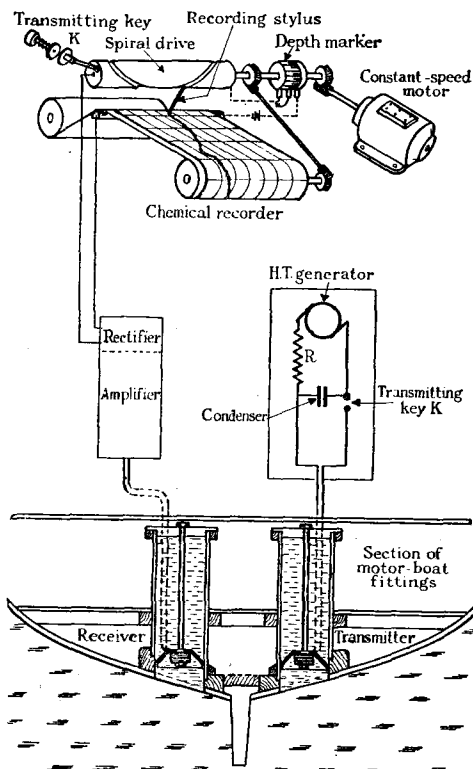 Transmitting key
K
Recording stylus
Spiral drive
Depth marker
Constant-speed
motor
Chemical recorder
H.T. generator
Rectifier
R
Amplifier
Condenser
Transmitting
key K
Section of
motor-boat
fittings
Receiver
Transmitter